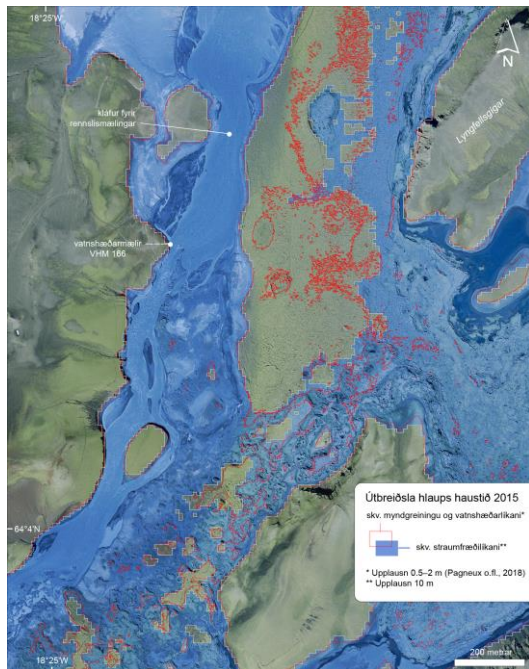 18°25'W
N
Lyngfellsgígar
kláfur fyrir
rennslismælingar
vatnshæðarmælir
VHM 166
Útbreiðsla hlaups haustið 2015
skv. myndgreiningu og vatnshæðarlíkani*
skv. straumfræðilíkani**
* Upplausn 0.5–2 m (Pagneux o.fl., 2018)
** Upplausn 10 m
64°4'N
18°25'W
200 metrar